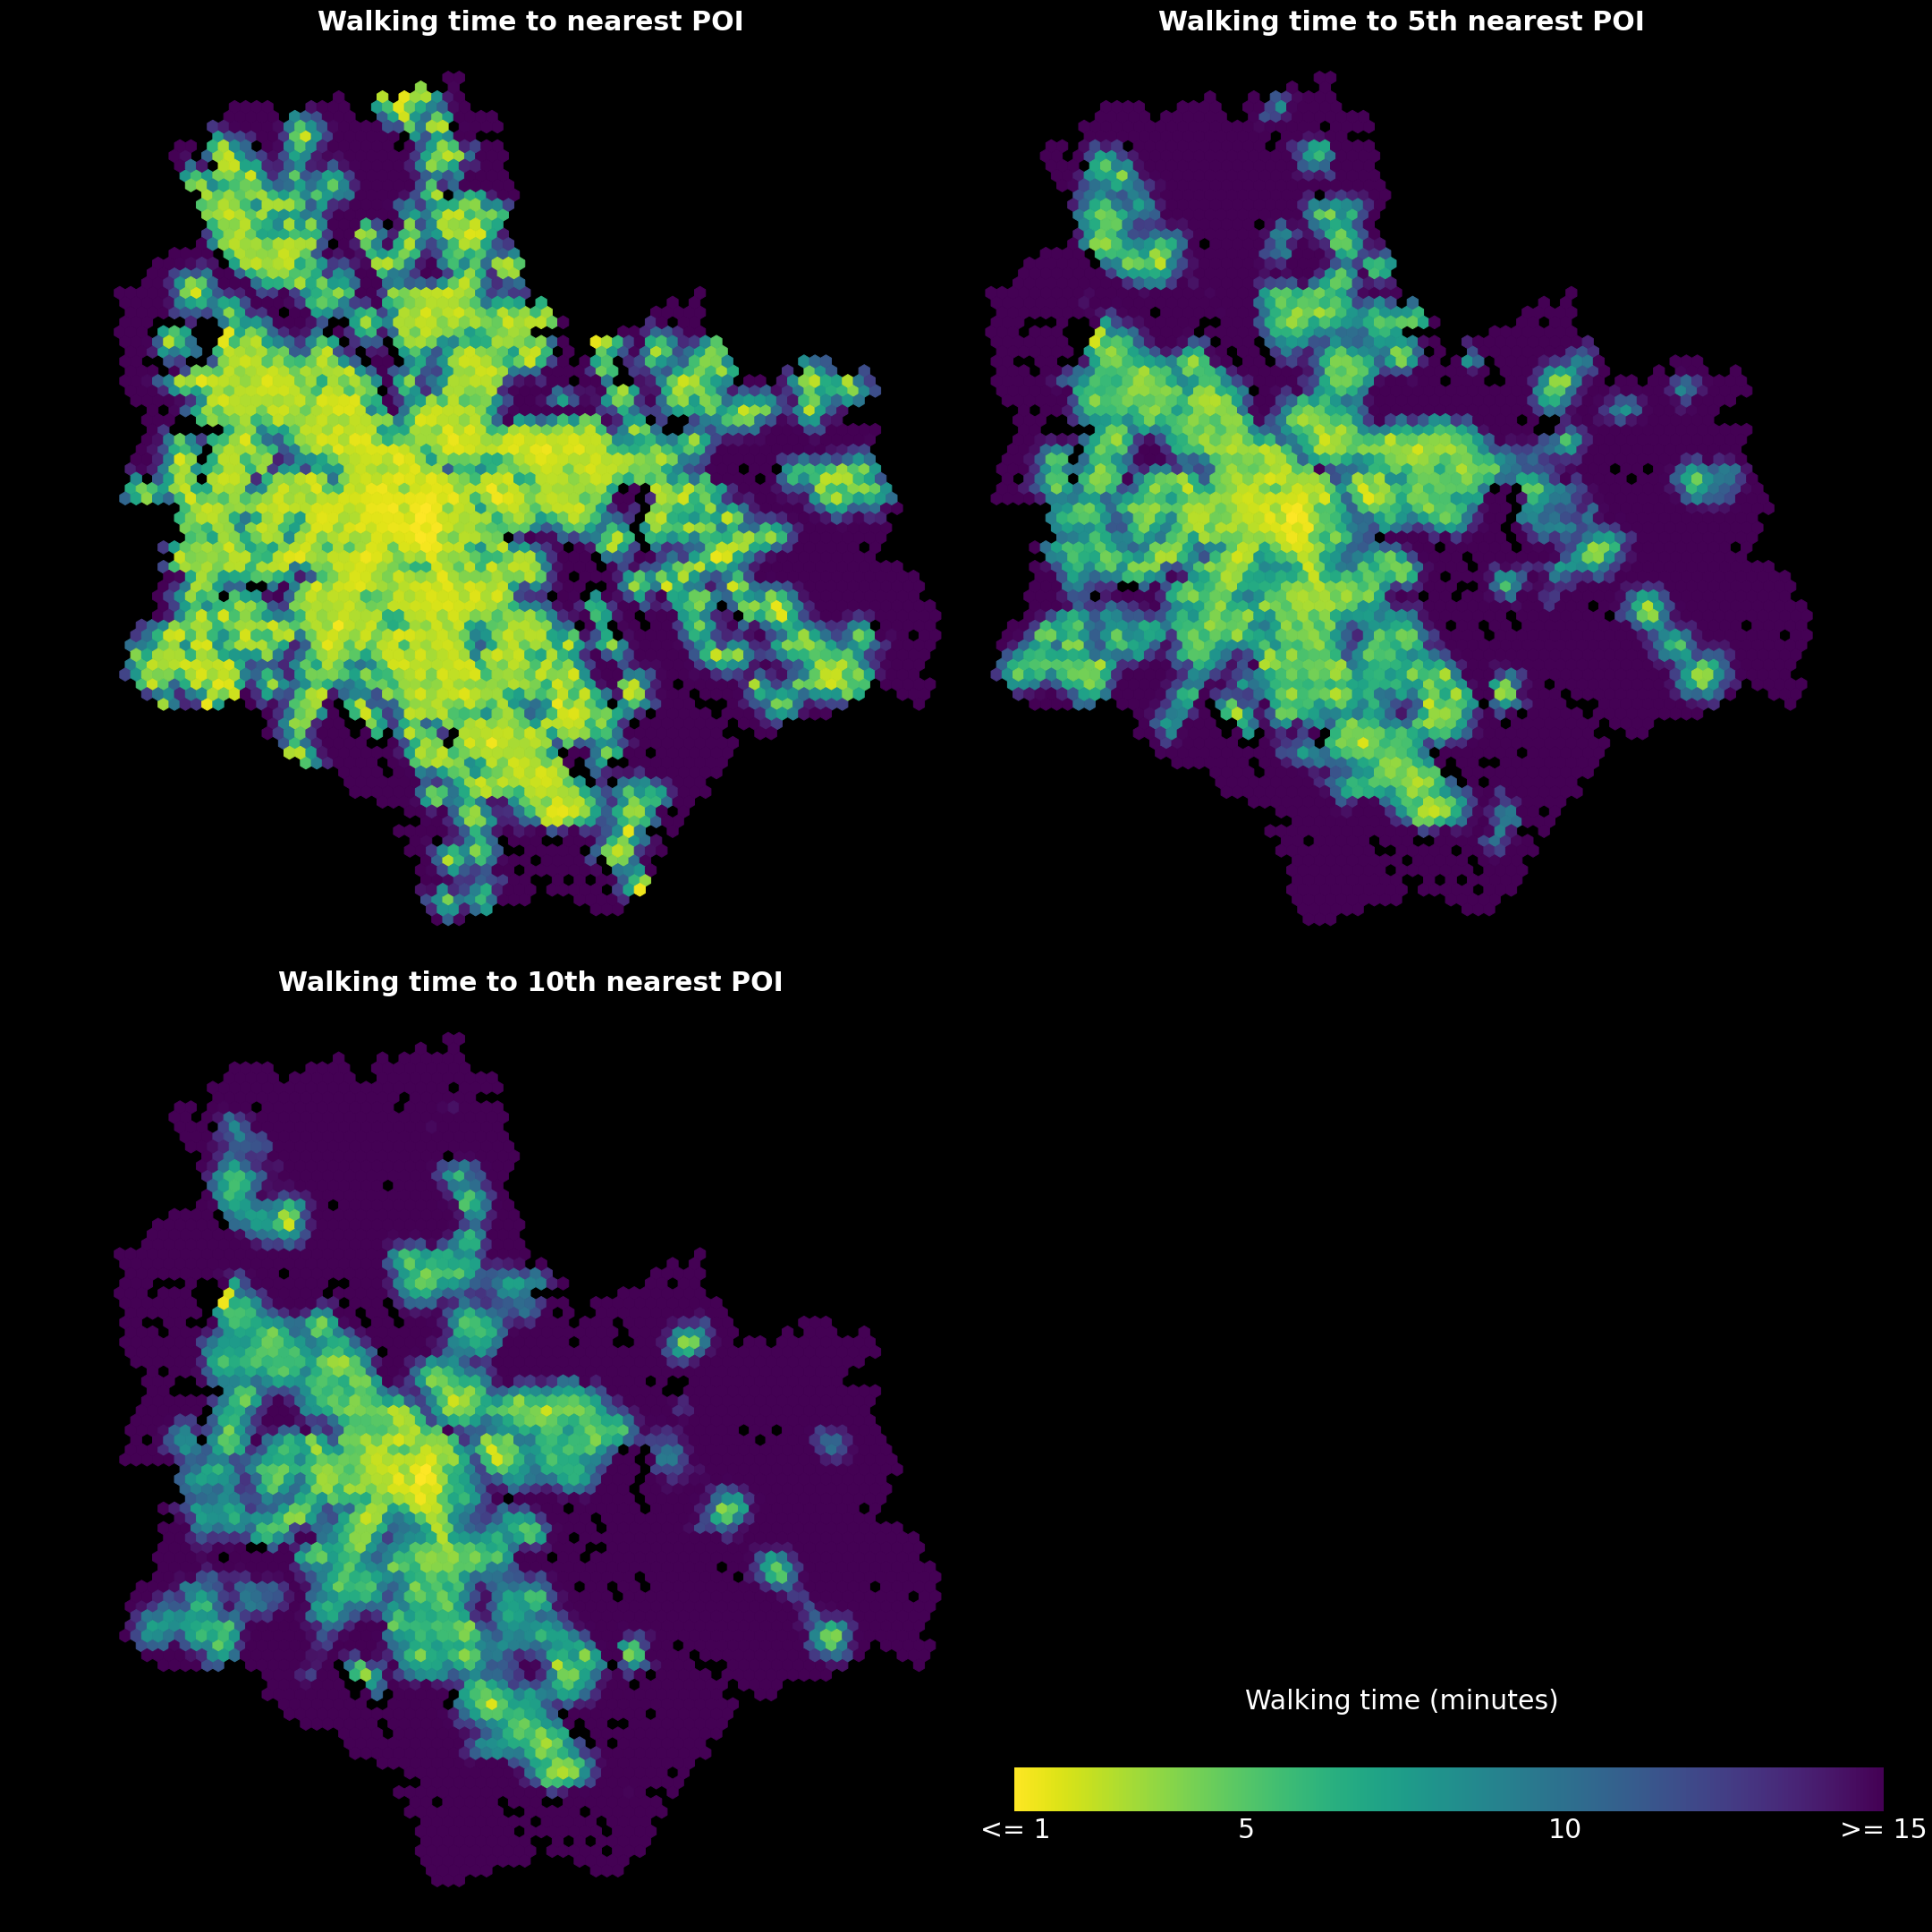 Walking time to nearest POI
Walking time to 5th nearest POI
Walking time to 10th nearest POI
Walking time (minutes)
<= 1 5 10 >= 15